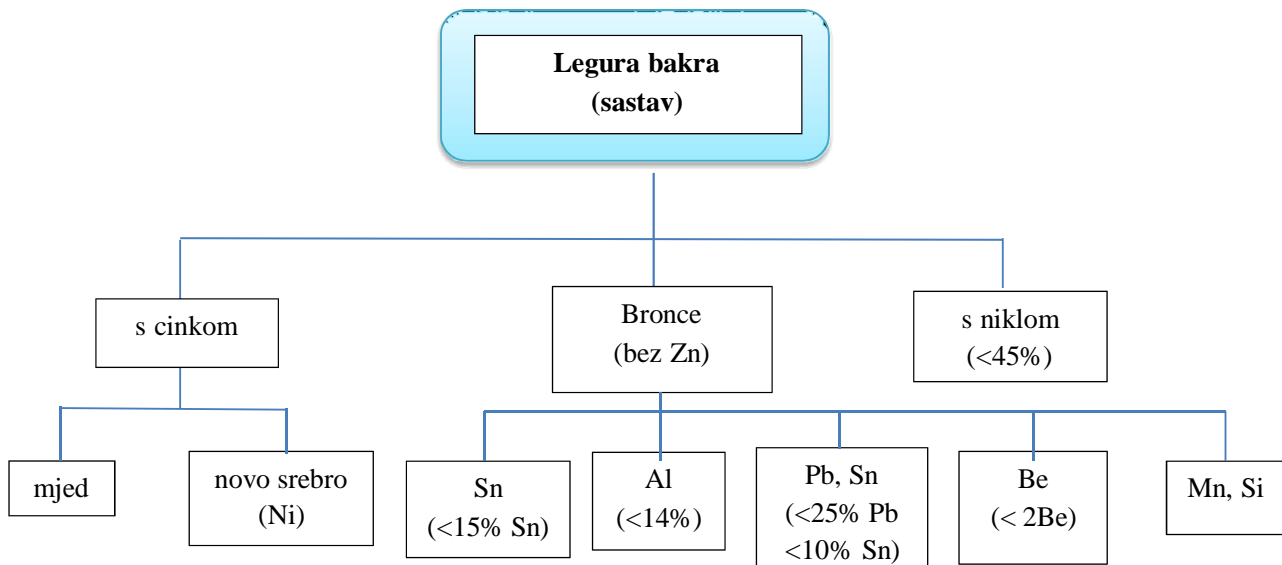 Legura bakra
(sastav)
s cinkom
Bronce
(bez Zn)
s niklom
(<45%)
mjed
novo srebro
(Ni)
Sn
(<15% Sn)
Al
(<14%)
Pb, Sn
(<25% Pb
<10% Sn)
Be
(< 2Be)
Mn, Si